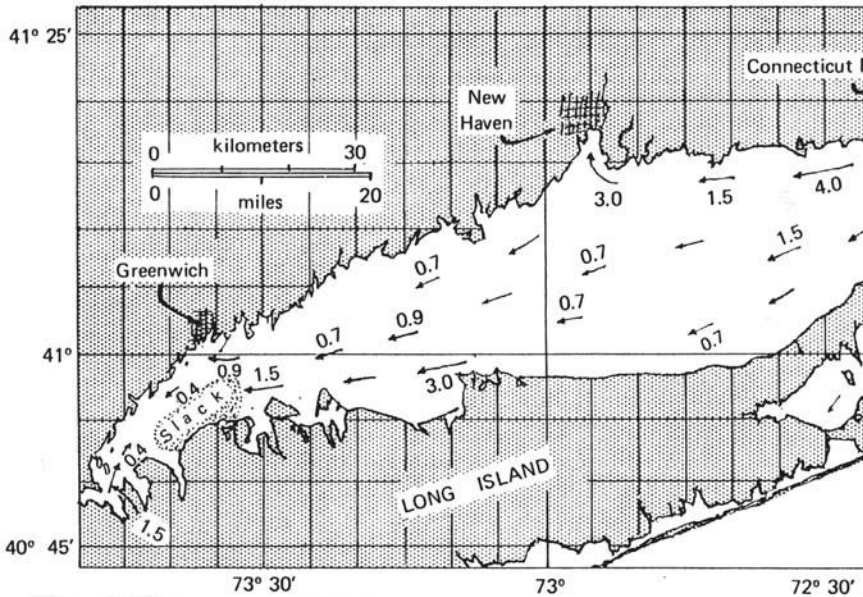 41° 25′
Connecticut
New
Haven
0 kilometers 30
0 miles 20
3.0
1.5
4.0
1.5
0.7
0.7
Greenwich
0.7
0.9
0.7
0.7
41°
0.9
1.5
3.0
0.4
Slack
0.4
LONG ISLAND
1.5
40° 45′
73° 30′
73°
72° 30′